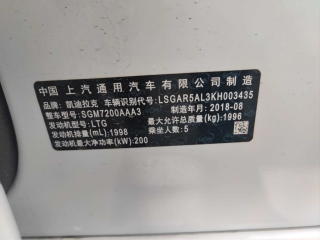 中国 上汽通用汽车有限公司制造
品牌:凯迪拉克 车辆识别代号:LSGAR5AL3KH003435
整车型号:SGM7200AAA3 制造年月:2018-08
发动机型号:LTG 最大允许总质量(kg):1996
发动机排量(mL):1998 乘坐人数:5
发动机最大净功率(kW):200